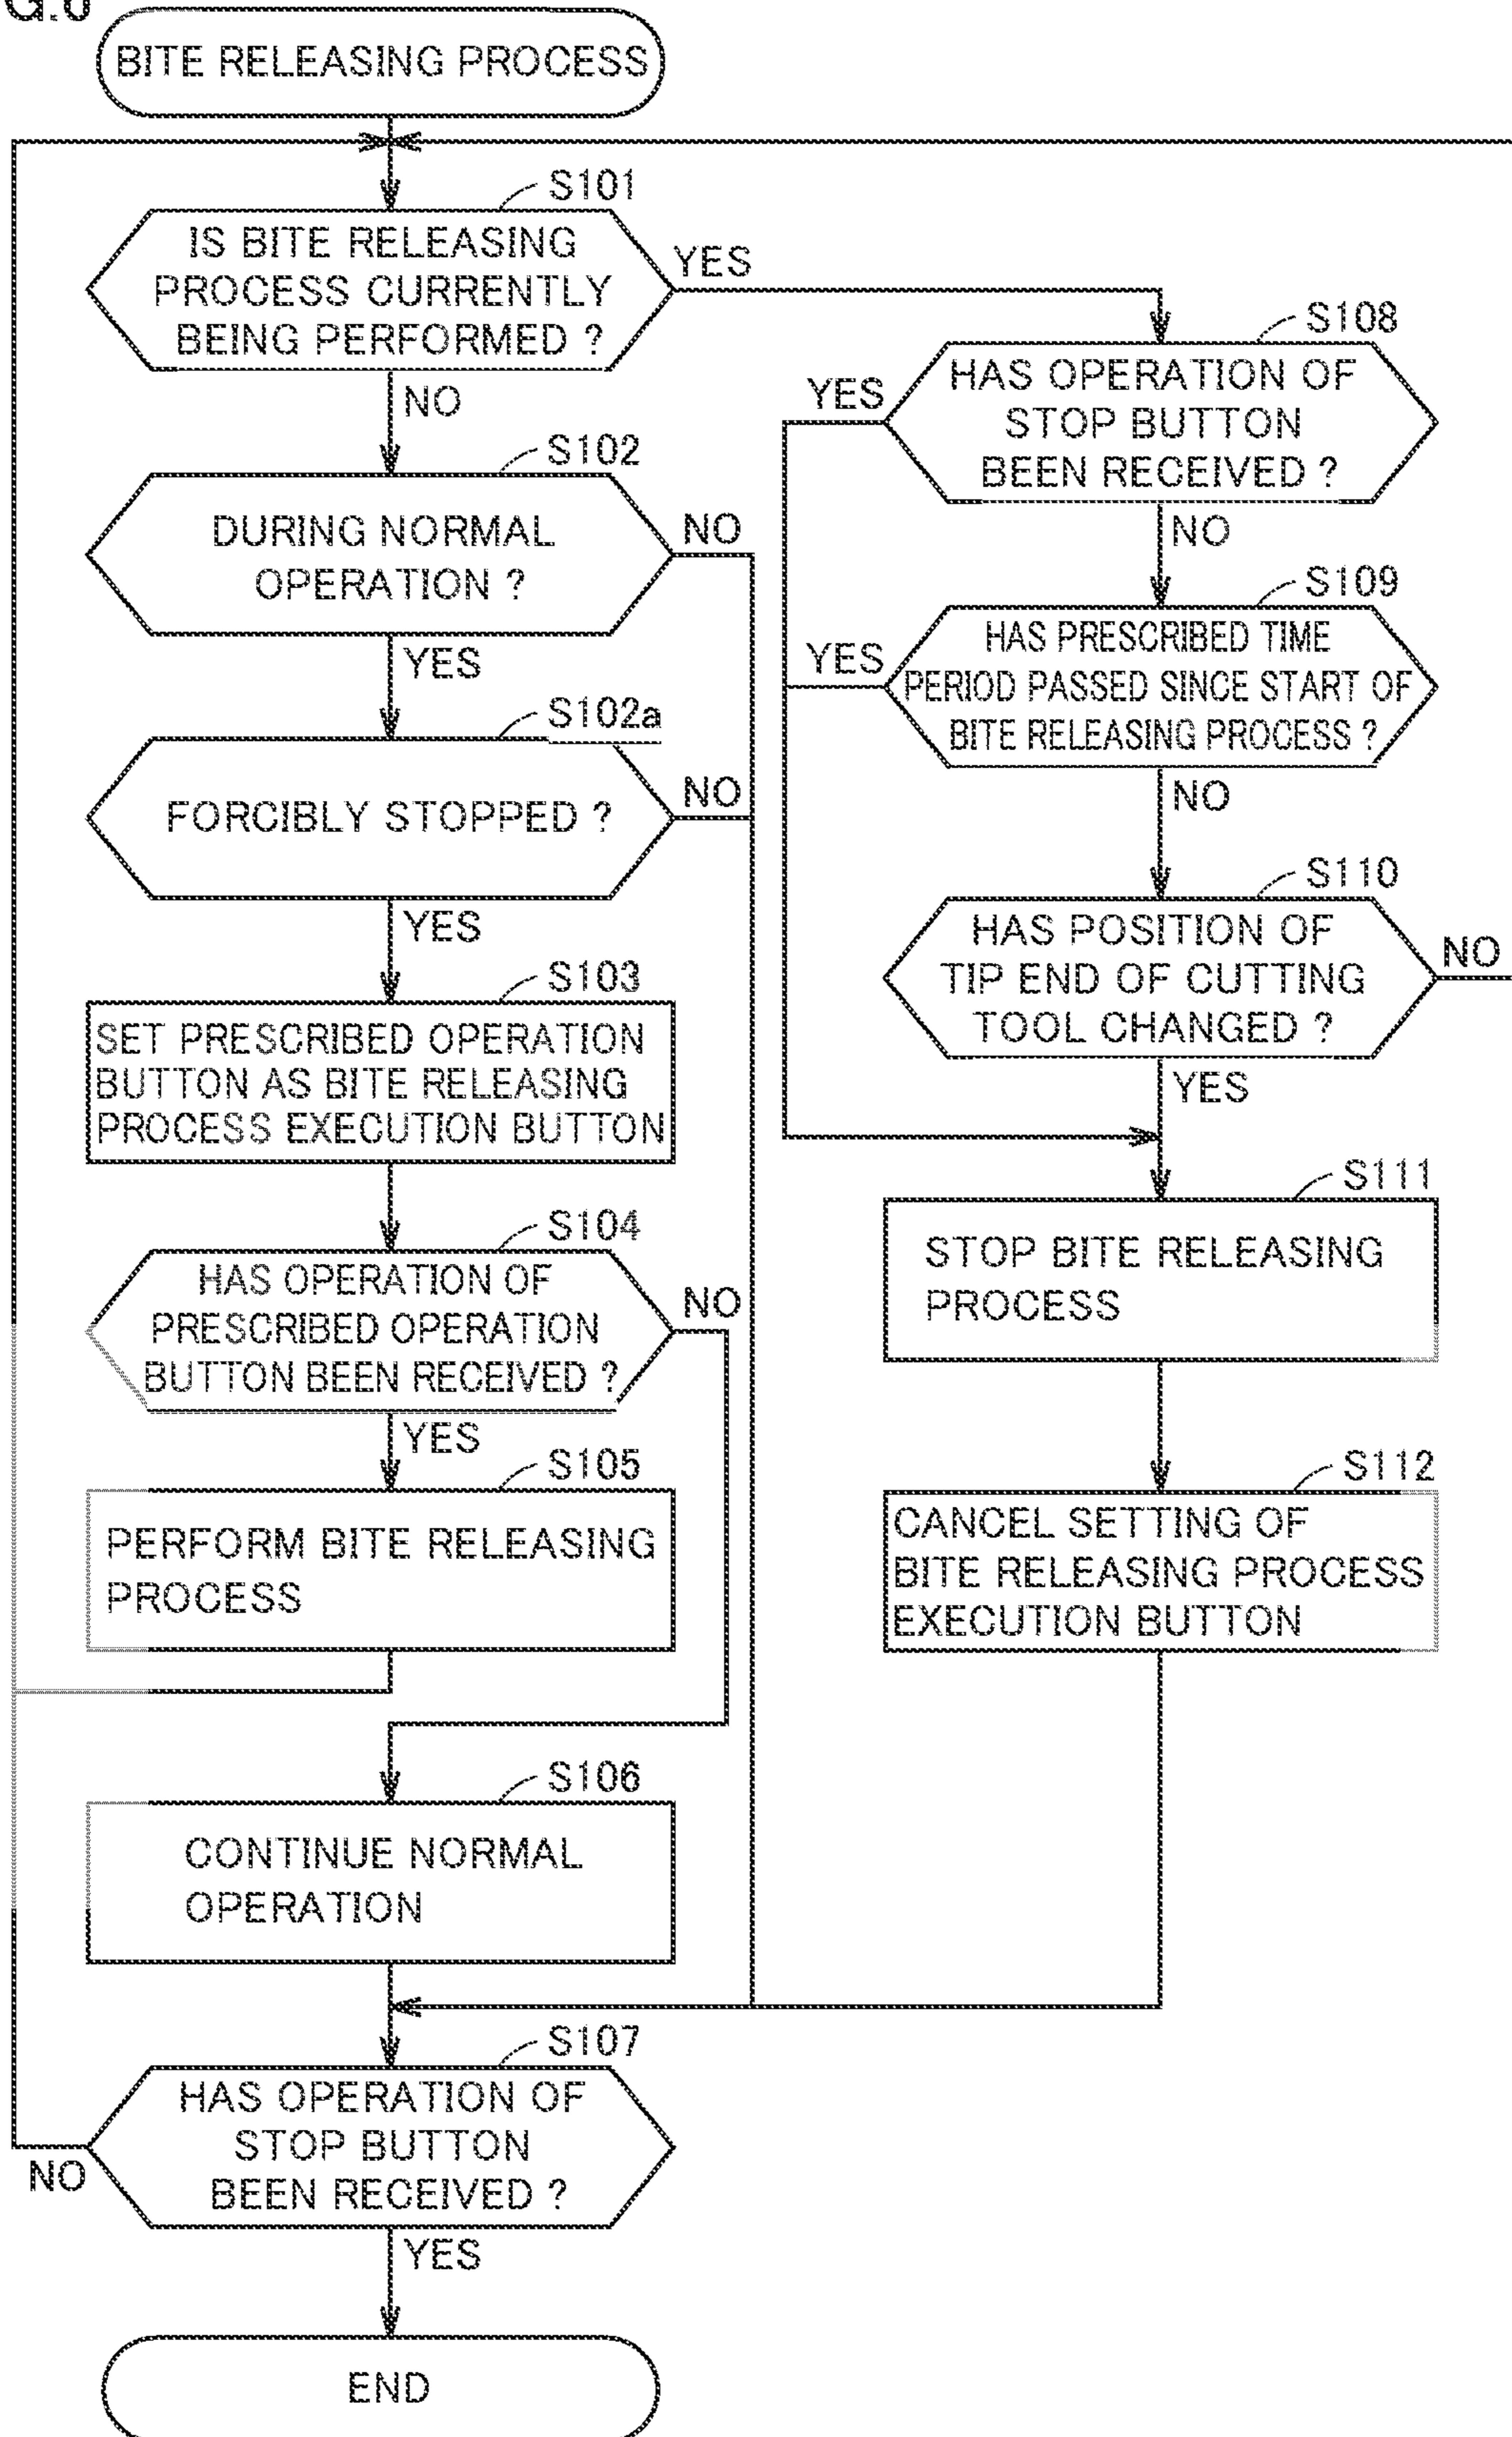 BITE RELEASING PROCESS
S101
IS BITE RELEASING
PROCESS CURRENTLY
BEING PERFORMED ?
YES
NO
S102
DURING NORMAL
OPERATION ?
NO
YES
S102a
FORCIBLY STOPPED ?
NO
YES
S103
SET PRESCRIBED OPERATION
BUTTON AS BITE RELEASING
PROCESS EXECUTION BUTTON
S104
HAS OPERATION OF
PRESCRIBED OPERATION
BUTTON BEEN RECEIVED ?
NO
YES
S105
PERFORM BITE RELEASING
PROCESS
S106
CONTINUE NORMAL
OPERATION
S107
HAS OPERATION OF
STOP BUTTON
BEEN RECEIVED ?
NO
YES
END
S108
HAS OPERATION OF
STOP BUTTON
BEEN RECEIVED ?
YES
NO
S109
HAS PRESCRIBED TIME
PERIOD PASSED SINCE START OF
BITE RELEASING PROCESS ?
YES
NO
S110
HAS POSITION OF
TIP END OF CUTTING
TOOL CHANGED ?
NO
YES
S111
STOP BITE RELEASING
PROCESS
S112
CANCEL SETTING OF
BITE RELEASING PROCESS
EXECUTION BUTTON